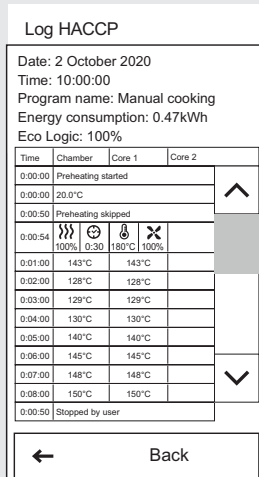 Log HACCP
Date: 2 October 2020
Time: 10:00:00
Program name: Manual cooking
Energy consumption: 0.47kWh
Eco Logic: 100%
Time Chamber Core 1 Core 2
0:00:00 Preheating started
0:00:00 20.0°C
0:00:50 Preheating skipped
0:00:54 100% 0:30 180°C 100%
0:01:00 143°C 143°C
0:02:00 128°C 128°C
0:03:00 129°C 129°C
0:04:00 130°C 130°C
0:05:00 140°C 140°C
0:06:00 145°C 145°C
0:07:00 148°C 148°C
0:08:00 150°C 150°C
0:00:50 Stopped by user
Back